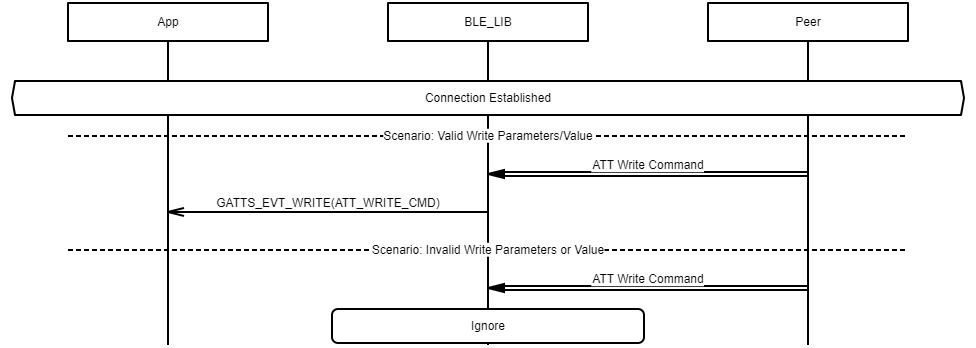 App
BLE_LIB
Peer
Connection Established
Scenario: Valid Write Parameters/Value
ATT Write Command
GATTS_EVT_WRITE(ATT_WRITE_CMD)
Scenario: Invalid Write Parameters or Value
ATT Write Command
Ignore